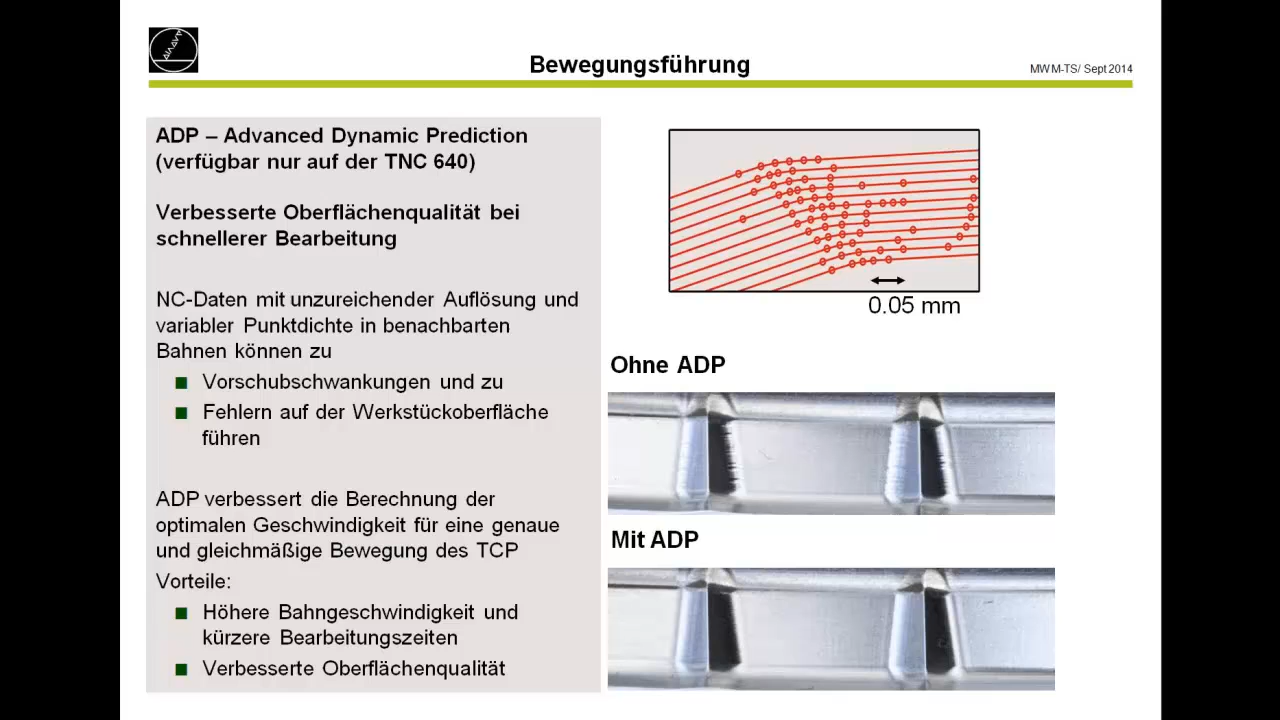 Bewegungsführung
MWM-TS/ Sept 2014
ADP – Advanced Dynamic Prediction
(verfügbar nur auf der TNC 640)
Verbesserte Oberflächenqualität bei
schnellerer Bearbeitung
NC-Daten mit unzureichender Auflösung und
variabler Punktdichte in benachbarten
Bahnen können zu
Vorschubschwankungen und zu
Fehlern auf der Werkstückoberfläche
führen
ADP verbessert die Berechnung der
optimalen Geschwindigkeit für eine genaue
und gleichmäßige Bewegung des TCP
Vorteile:
Höhere Bahngeschwindigkeit und
kürzere Bearbeitungszeiten
Verbesserte Oberflächenqualität
0.05 mm
Ohne ADP
Mit ADP